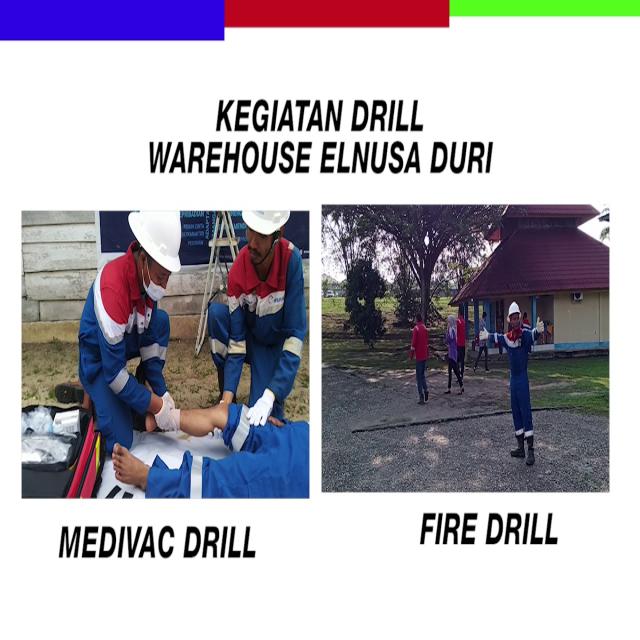 KEGIATAN DRILL
WAREHOUSE ELNUSA DURI
MEDIVAC DRILL
FIRE DRILL